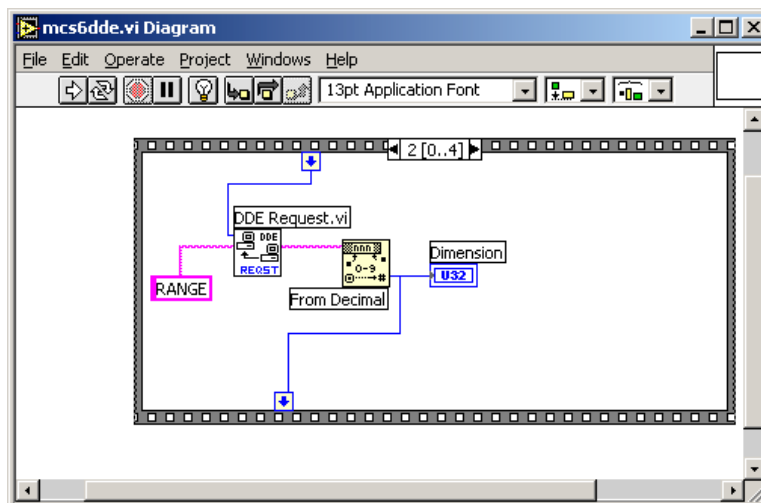 mcs6dde.vi Diagram
File Edit Operate Project Windows Help
13pt Application Font
2 [0..4]
DDE Request.vi
DDE
REQST
nnn
0-9
#
Dimension
U32
RANGE
From Decimal